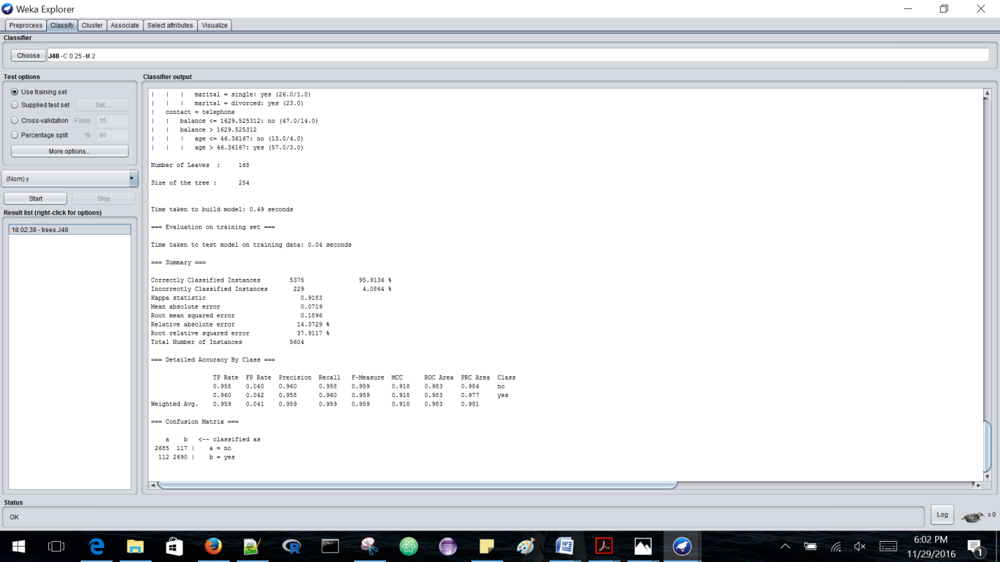 Weka Explorer
Preprocess Classify Cluster Associate Select attributes Visualize
Classifier
Choose J48 -C 0.25 -M 2
Test options
Use training set
Supplied test set Set...
Cross-validation Folds 15
Percentage split % 90
More options...
(Nom) y
Start Stop
Result list (right-click for options)
18:02:38 - trees.J48
Classifier output
| | | marital = single: yes (26.0/1.0)
| | | marital = divorced: yes (23.0)
| contact = telephone
| | balance <= 1629.525312: no (47.0/14.0)
| | balance > 1629.525312
| | | age <= 46.36167: no (13.0/4.0)
| | | age > 46.36167: yes (57.0/3.0)
Number of Leaves : 168
Size of the tree : 254
Time taken to build model: 0.49 seconds
=== Evaluation on training set ===
Time taken to test model on training data: 0.04 seconds
=== Summary ===
Correctly Classified Instances 5375 95.9136 %
Incorrectly Classified Instances 229 4.0864 %
Kappa statistic 0.9183
Mean absolute error 0.0719
Root mean squared error 0.1896
Relative absolute error 14.3729 %
Root relative squared error 37.9117 %
Total Number of Instances 5604
=== Detailed Accuracy By Class ===
TP Rate FP Rate Precision Recall F-Measure MCC ROC Area PRC Area Class
0.958 0.040 0.960 0.958 0.959 0.918 0.983 0.984 no
0.960 0.042 0.958 0.960 0.959 0.918 0.983 0.977 yes
Weighted Avg. 0.959 0.041 0.959 0.959 0.959 0.918 0.983 0.981
=== Confusion Matrix ===
a b <-- classified as
2685 117 | a = no
112 2690 | b = yes
Status
OK
Log
x 0
6:02 PM
11/29/2016
1